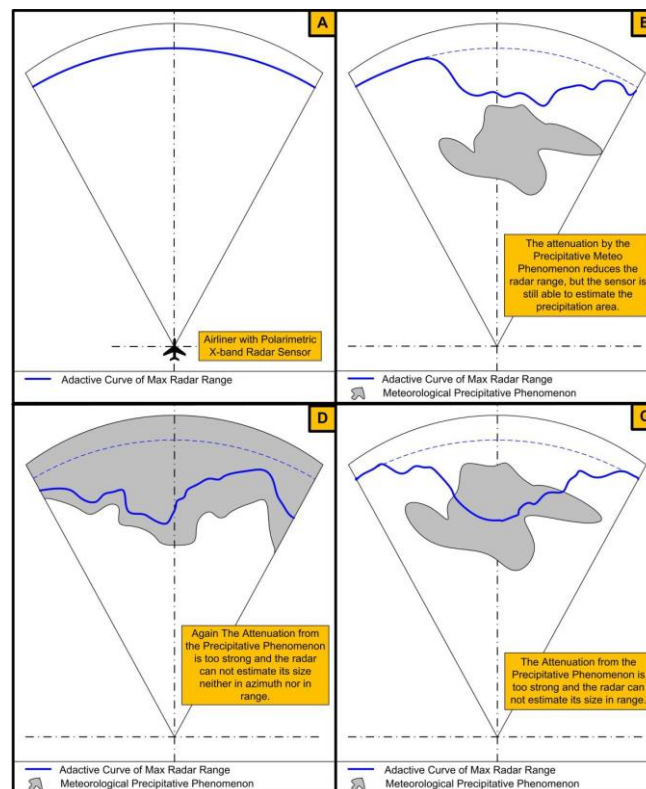 A
Airliner with Polarimetric
X-band Radar Sensor
Adactive Curve of Max Radar Range
B
The attenuation by the
Precipitative Meteo
Phenomenon reduces the
radar range, but the sensor is
still able to estimate the
precipitation area.
Adactive Curve of Max Radar Range
Meteorological Precipitative Phenomenon
D
Again The Attenuation from
the Precipitative Phenomenon
is too strong and the radar
can not estimate its size
neither in azimuth nor in
range.
Adactive Curve of Max Radar Range
Meteorological Precipitative Phenomenon
C
The Attenuation from the
Precipitative Phenomenon is
too strong and the radar can
not estimate its size in range.
Adactive Curve of Max Radar Range
Meteorological Precipitative Phenomenon